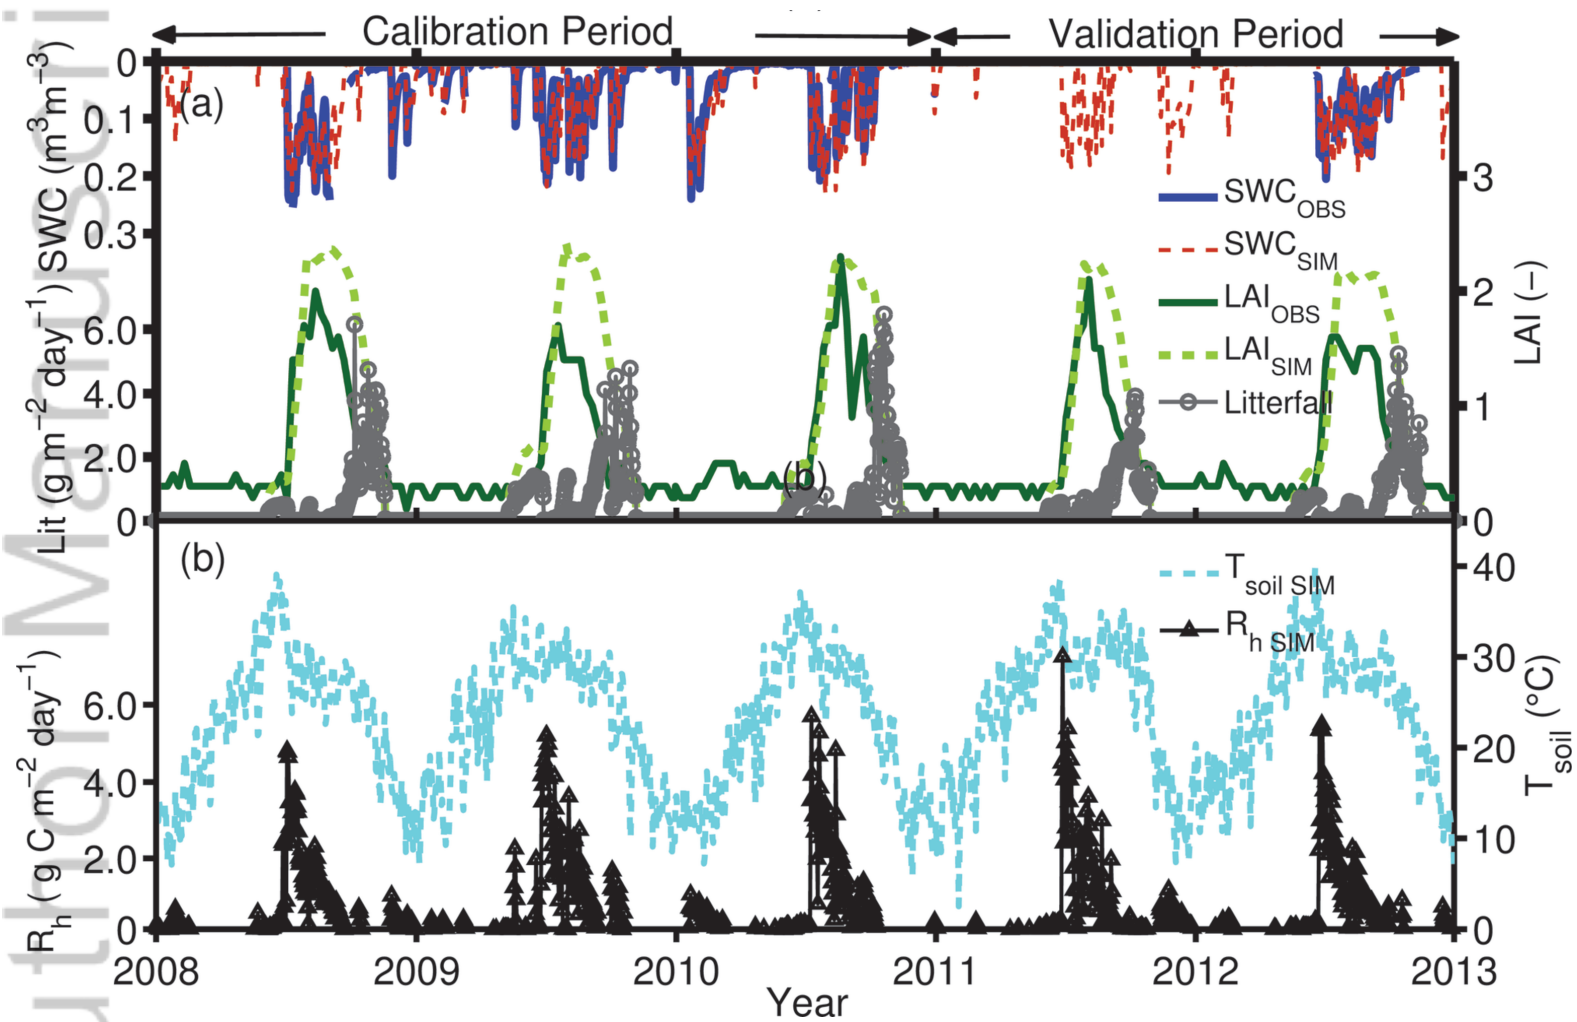 Calibration Period
Validation Period
(a)
SWC (m³m⁻³)
0
0.1
0.2
0.3
Lit (g m⁻² day⁻¹)
6.0
4.0
2.0
0
3
2
1
0
LAI (−)
SWC_OBS
SWC_SIM
LAI_OBS
LAI_SIM
Litterfall
(b)
(b)
T_soil SIM
R_h SIM
R_h (g C m⁻² day⁻¹)
6.0
4.0
2.0
0
40
30
20
10
0
T_soil (°C)
2008
2009
2010
2011
2012
2013
Year